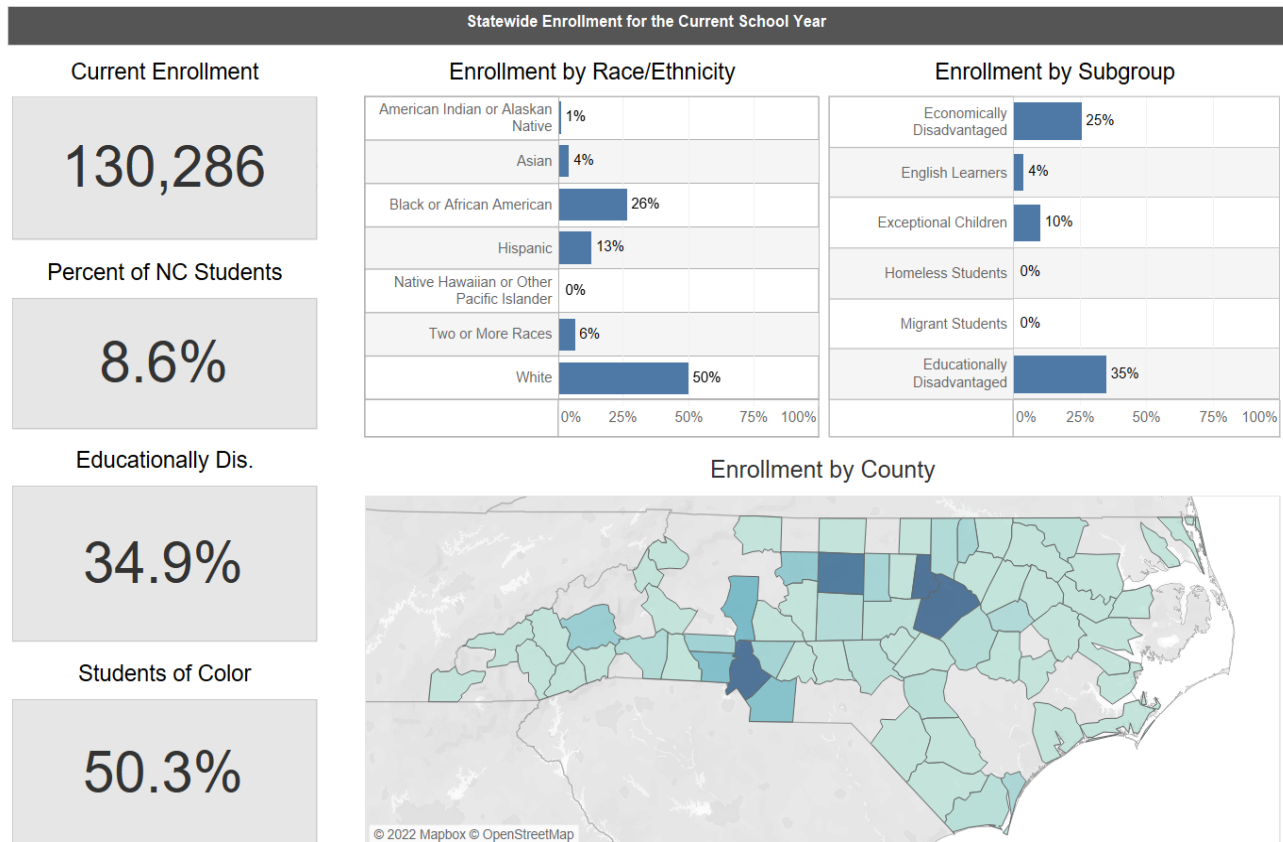 Statewide Enrollment for the Current School Year
Current Enrollment
130,286
Percent of NC Students
8.6%
Educationally Dis.
34.9%
Students of Color
50.3%
Enrollment by Race/Ethnicity
American Indian or Alaskan
Native
1%
Asian
4%
Black or African American
26%
Hispanic
13%
Native Hawaiian or Other
Pacific Islander
0%
Two or More Races
6%
White
50%
0% 25% 50% 75% 100%
Enrollment by Subgroup
Economically
Disadvantaged
25%
English Learners
4%
Exceptional Children
10%
Homeless Students
0%
Migrant Students
0%
Educationally
Disadvantaged
35%
0% 25% 50% 75% 100%
Enrollment by County
© 2022 Mapbox © OpenStreetMap